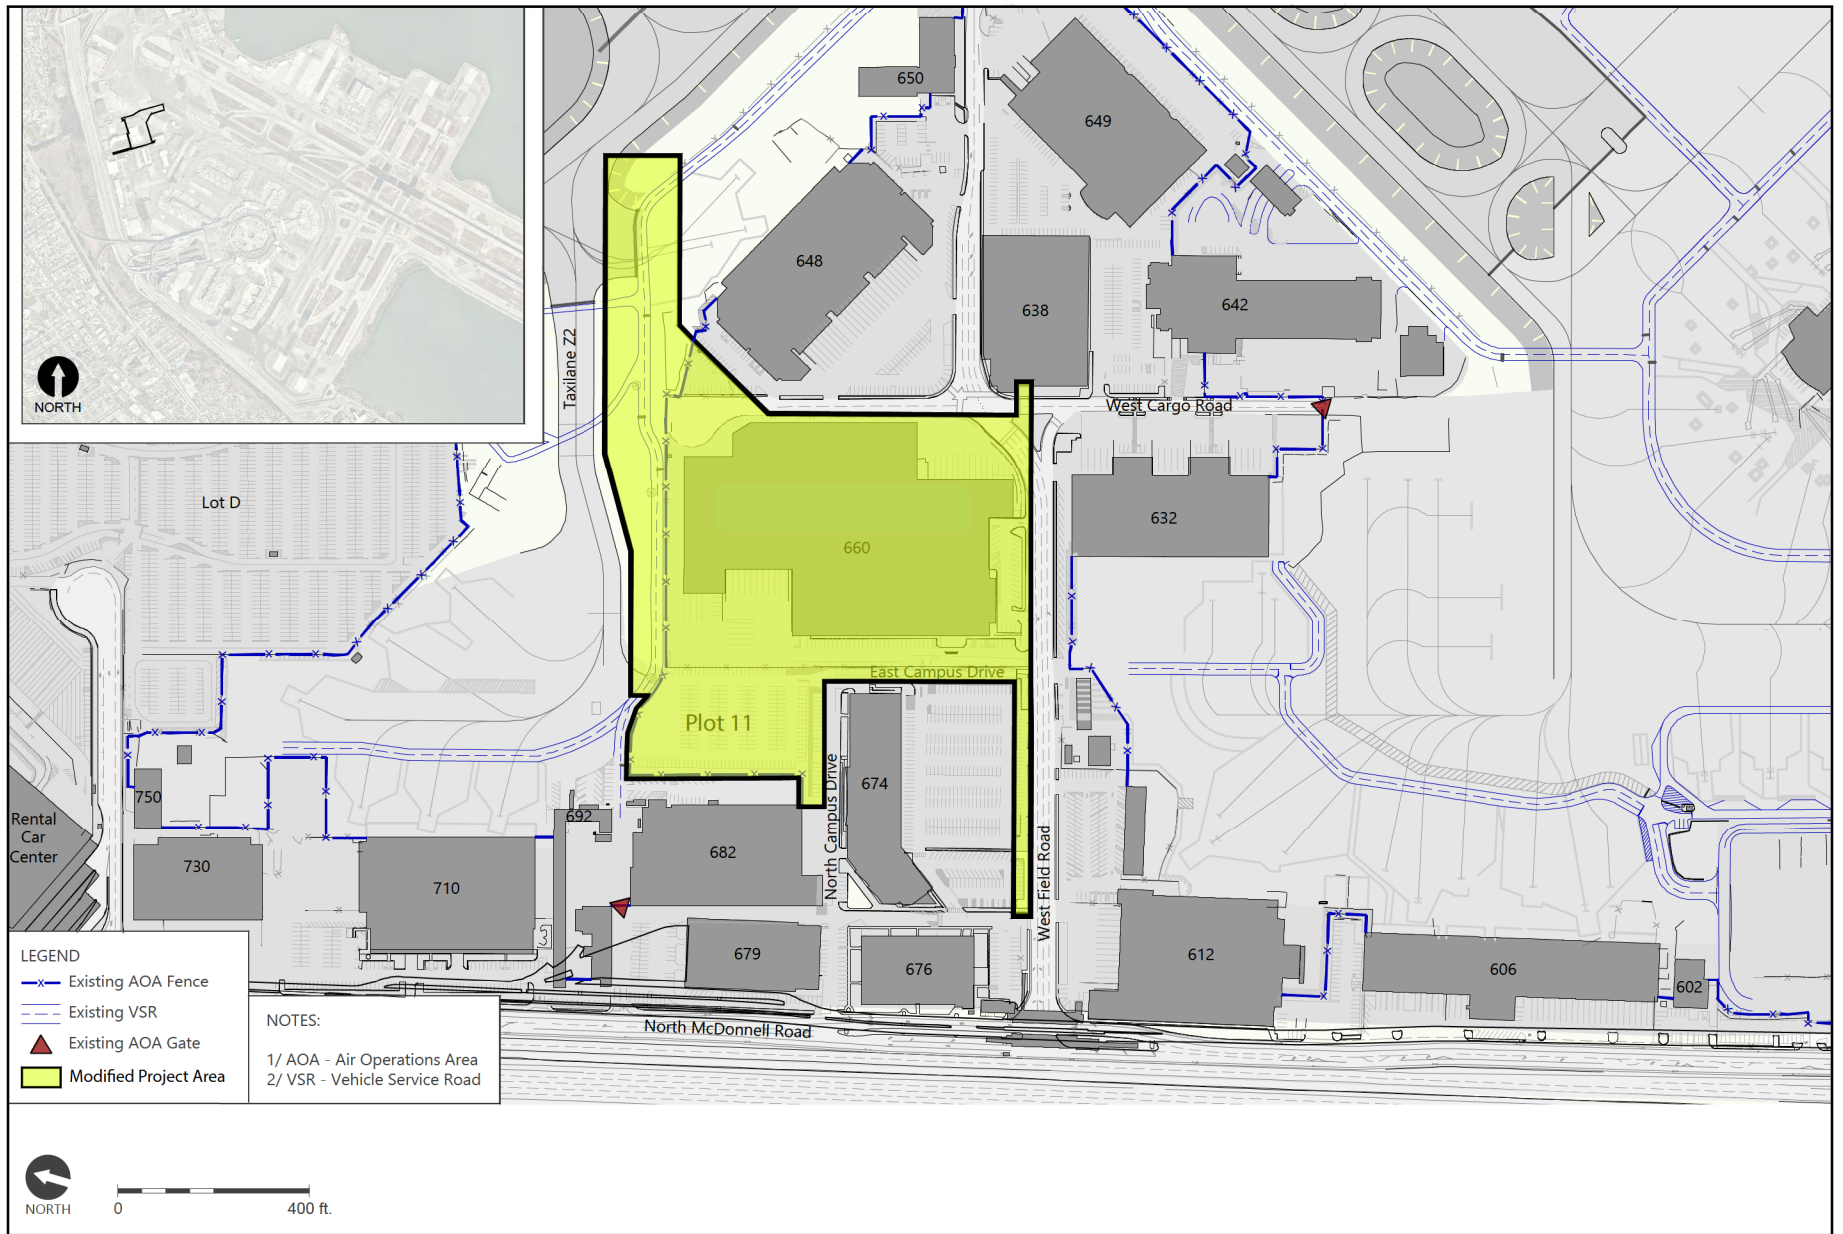 NORTH
650
649
648
638
642
Taxilane Z2
West Cargo Road
Lot D
632
660
East Campus Drive
Plot 11
North Campus Drive
674
West Field Road
750
692
Rental
Car
Center
730
710
682
679
676
612
606
602
North McDonnell Road
LEGEND
Existing AOA Fence
Existing VSR
Existing AOA Gate
Modified Project Area
NOTES:
1/ AOA - Air Operations Area
2/ VSR - Vehicle Service Road
NORTH
0 400 ft.